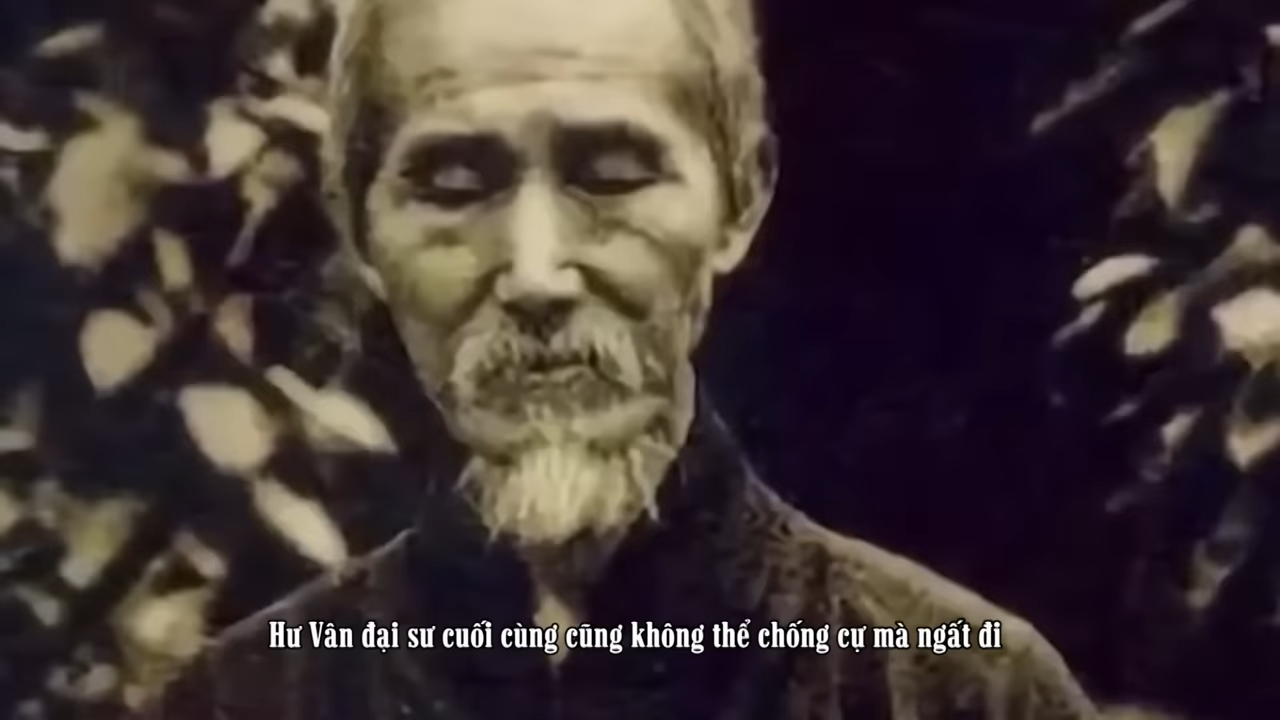 Hư Vân đại sư cuối cùng cũng không thể chống cự mà ngất đi